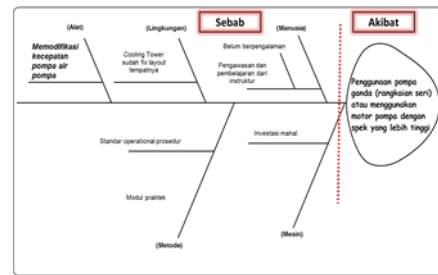 Sebab
Akibat
(Alat)
(Lingkungan)
(Manusia)
Memodifikasi
kecepatan
pompa air
pompa
Cooling Tower
sudah fix layout
tempatnya
Belum berpengalaman
Pengawasan dan
pembelajaran dari
instruktur
Penggunaan pompa
ganda (rangkaian seri)
atau menggunakan
motor pompa dengan
spek yang lebih tinggi
Standar operational prosedur
Investasi mahal
Modul praktek
(Metode)
(Mesin)